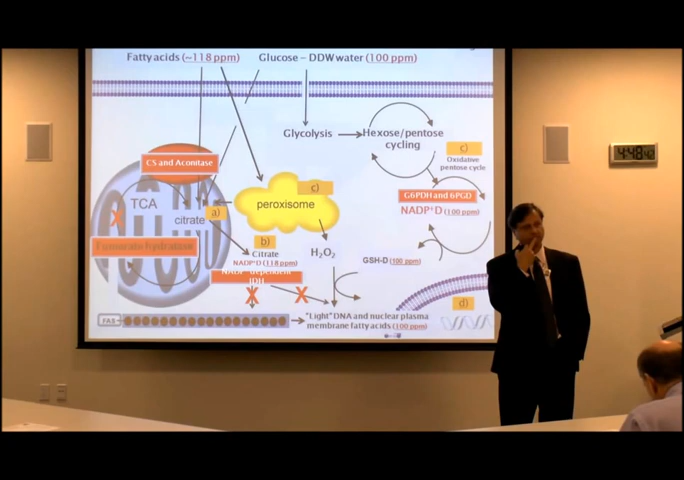 Fatty acids (~118 ppm)
Glucose – DDW water (100 ppm)
Glycolysis
Hexose/pentose
cycling
c)
Oxidative
pentose cycle
CS and Aconitase
TCA
citrate
a)
c)
peroxisome
G6PDH and 6PGD
NADP+D (100 ppm)
X
Fumarate hydratase
b)
Citrate
NADP+D (118 ppm)
NADP+ dependent
IDH
H2O2
GSH-D (100 ppm)
X
X
d)
FAS
"Light" DNA and nuclear plasma
membrane fatty acids (100 ppm)
4:48